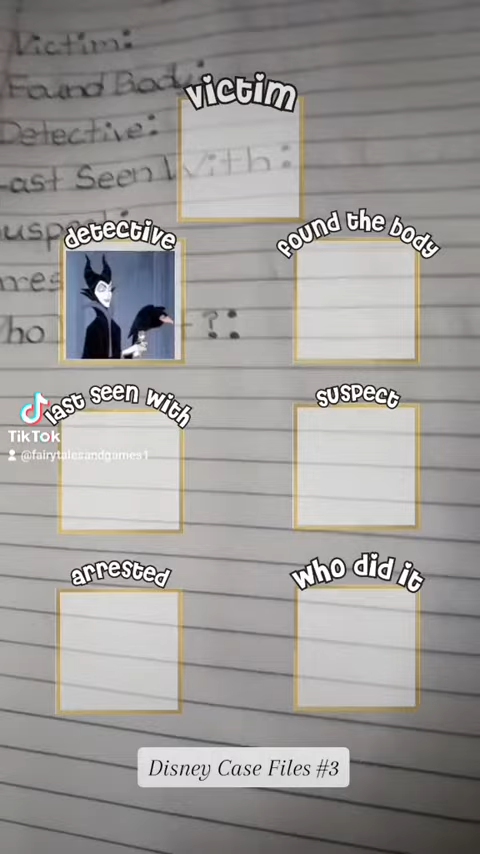 Victim:
Found Body:
victim
Detective:
Last Seen With:
detective
found the body
?:
last seen with
suspect
TikTok
@fairytalesandgames1
arrested
who did it
Disney Case Files #3